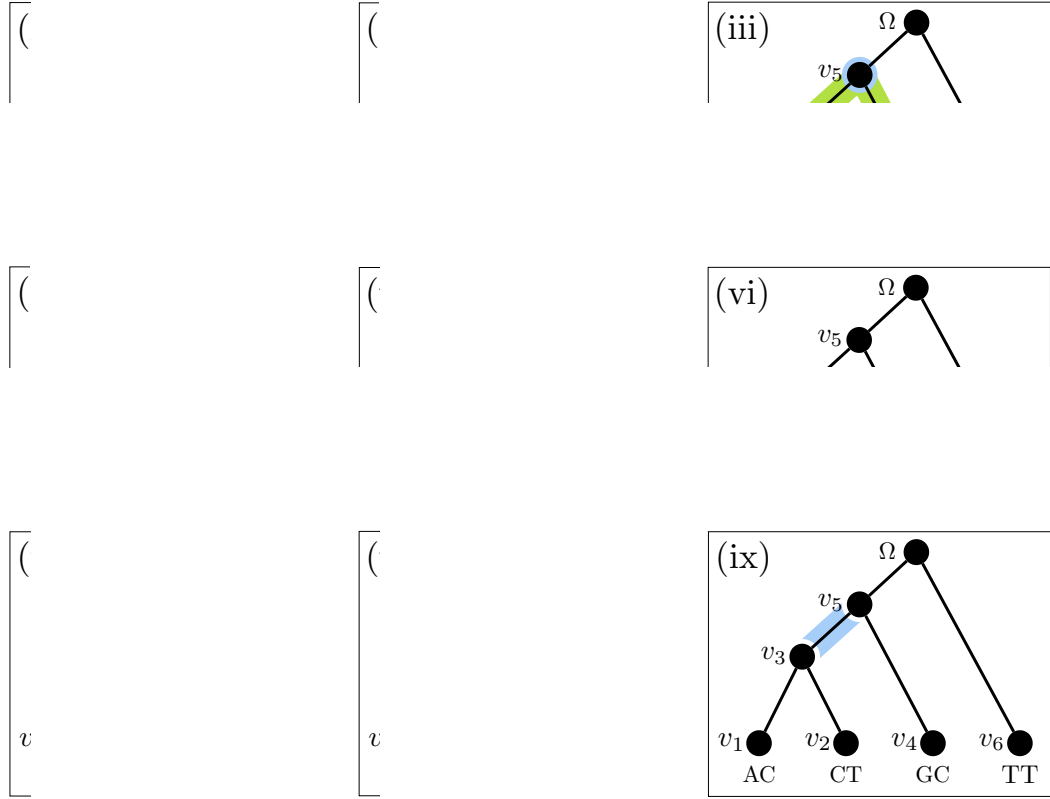 (iii) Ω
v₅
(vi) Ω
v₅
(ix) Ω
v₅
v₃
v₁ v₂ v₄ v₆
AC CT GC TT